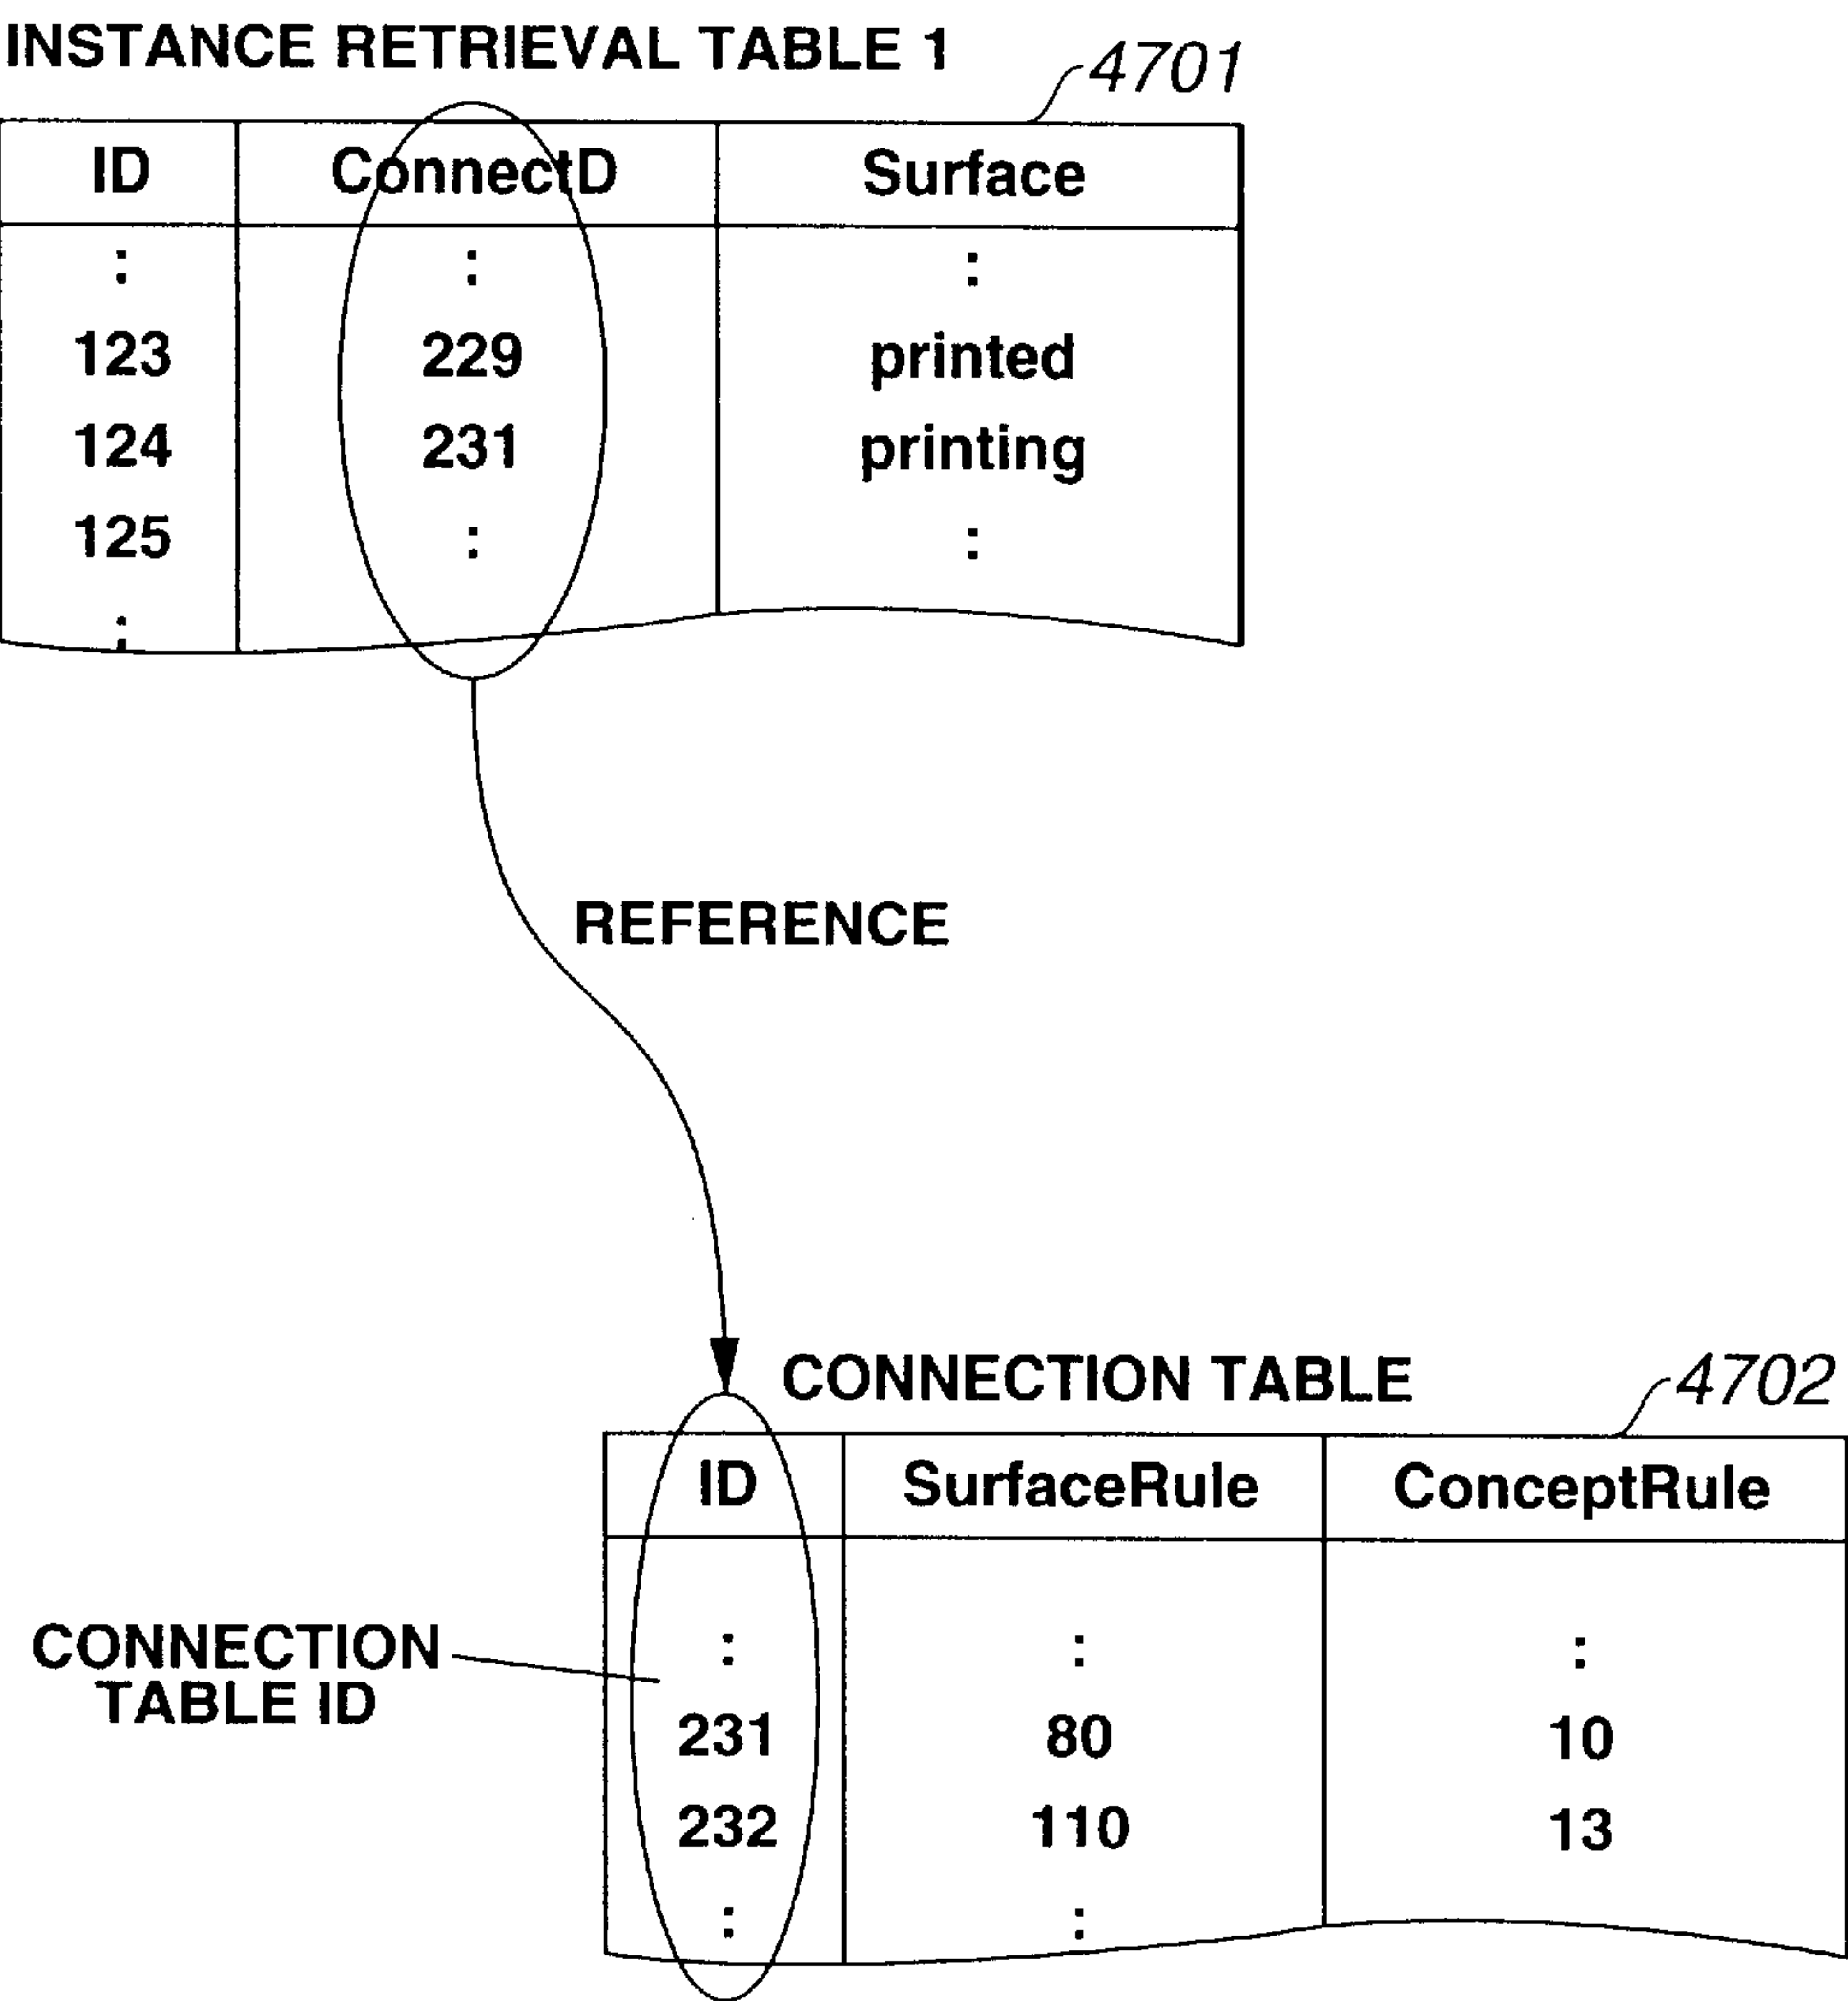 INSTANCE RETRIEVAL TABLE 1
4701
ID ConnectD Surface
: : :
123 229 printed
124 231 printing
125 : :
:
REFERENCE
CONNECTION TABLE
4702
ID SurfaceRule ConceptRule
CONNECTION
TABLE ID
: : :
231 80 10
232 110 13
: :